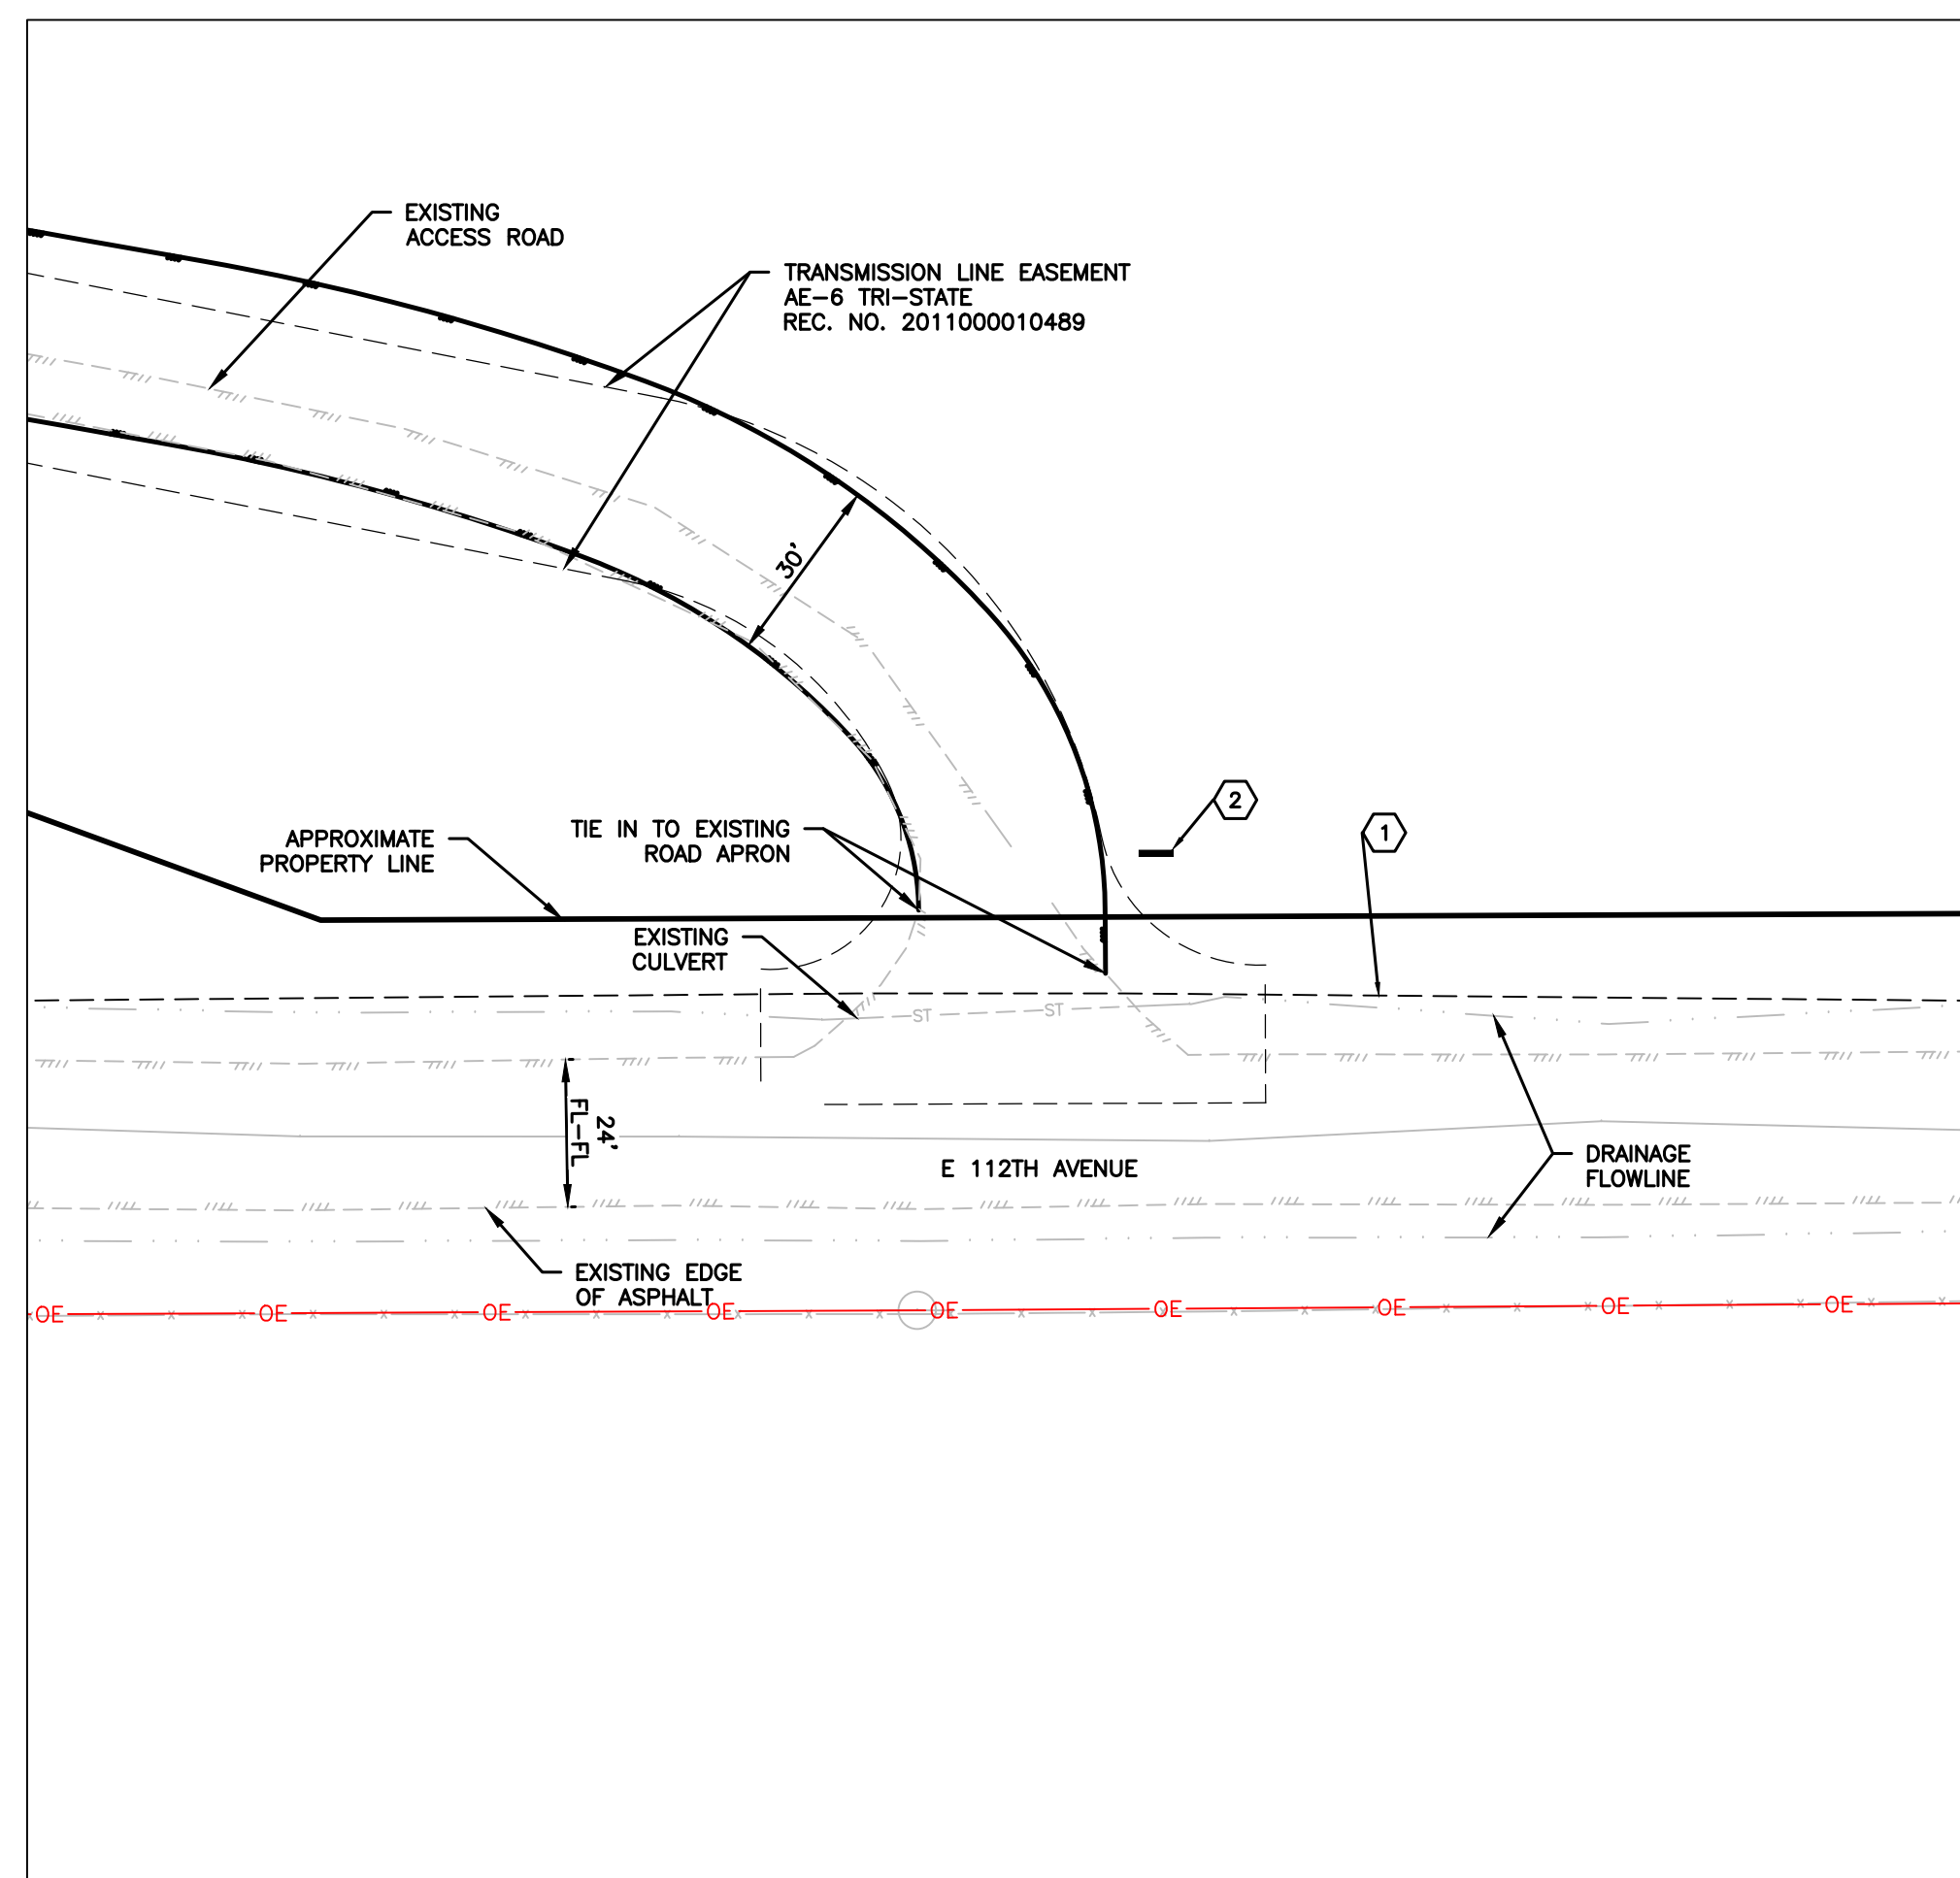 EXISTING
ACCESS ROAD
TRANSMISSION LINE EASEMENT
AE-6 TRI-STATE
REC. NO. 2011000010489
30'
2
1
APPROXIMATE
PROPERTY LINE
TIE IN TO EXISTING
ROAD APRON
EXISTING
CULVERT
ST
ST
24'
FL-FL
E 112TH AVENUE
DRAINAGE
FLOWLINE
EXISTING EDGE
OF ASPHALT
OE OE OE OE OE OE OE OE OE